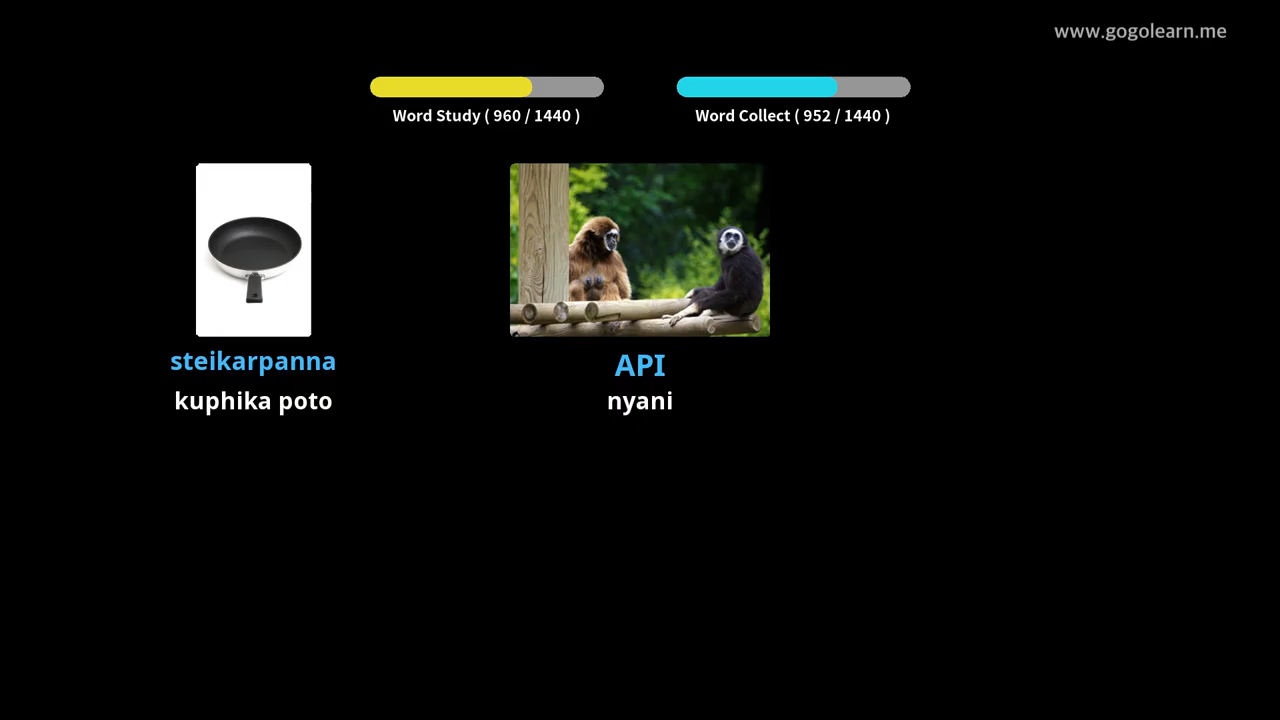 www.gogolearn.me
Word Study ( 960 / 1440 )
Word Collect ( 952 / 1440 )
steikarpanna
API
kuphika poto
nyani